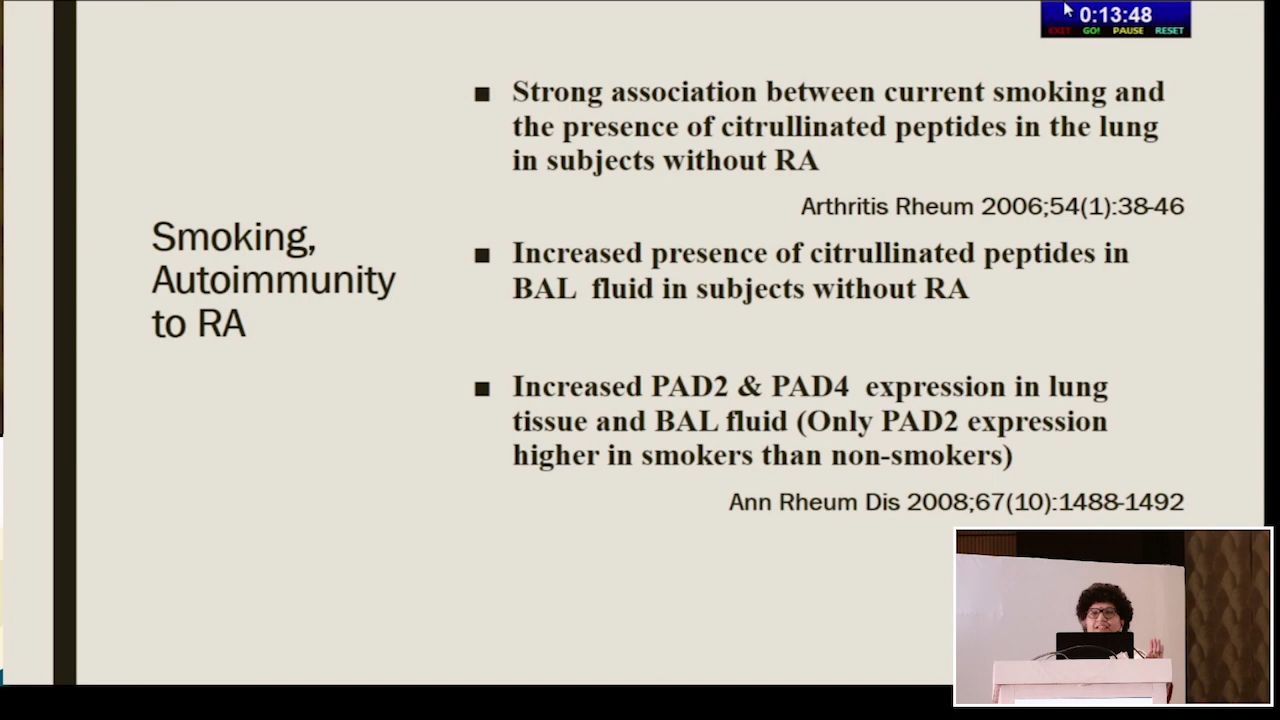 0:13:48
EXIT GO! PAUSE RESET
Smoking,
Autoimmunity
to RA
■ Strong association between current smoking and
the presence of citrullinated peptides in the lung
in subjects without RA
Arthritis Rheum 2006;54(1):38-46
■ Increased presence of citrullinated peptides in
BAL fluid in subjects without RA
■ Increased PAD2 & PAD4 expression in lung
tissue and BAL fluid (Only PAD2 expression
higher in smokers than non-smokers)
Ann Rheum Dis 2008;67(10):1488-1492